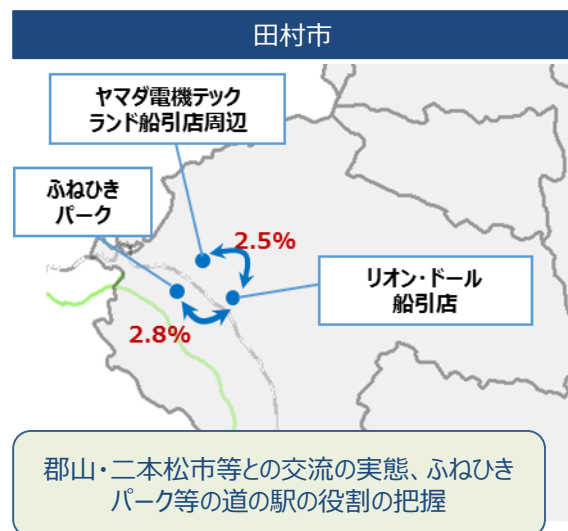 田村市
ヤマダ電機テック
ランド船引店周辺
ふねひき
パーク
2.5%
リオン・ドール
船引店
2.8%
郡山・二本松市等との交流の実態、ふねひき
パーク等の道の駅の役割の把握